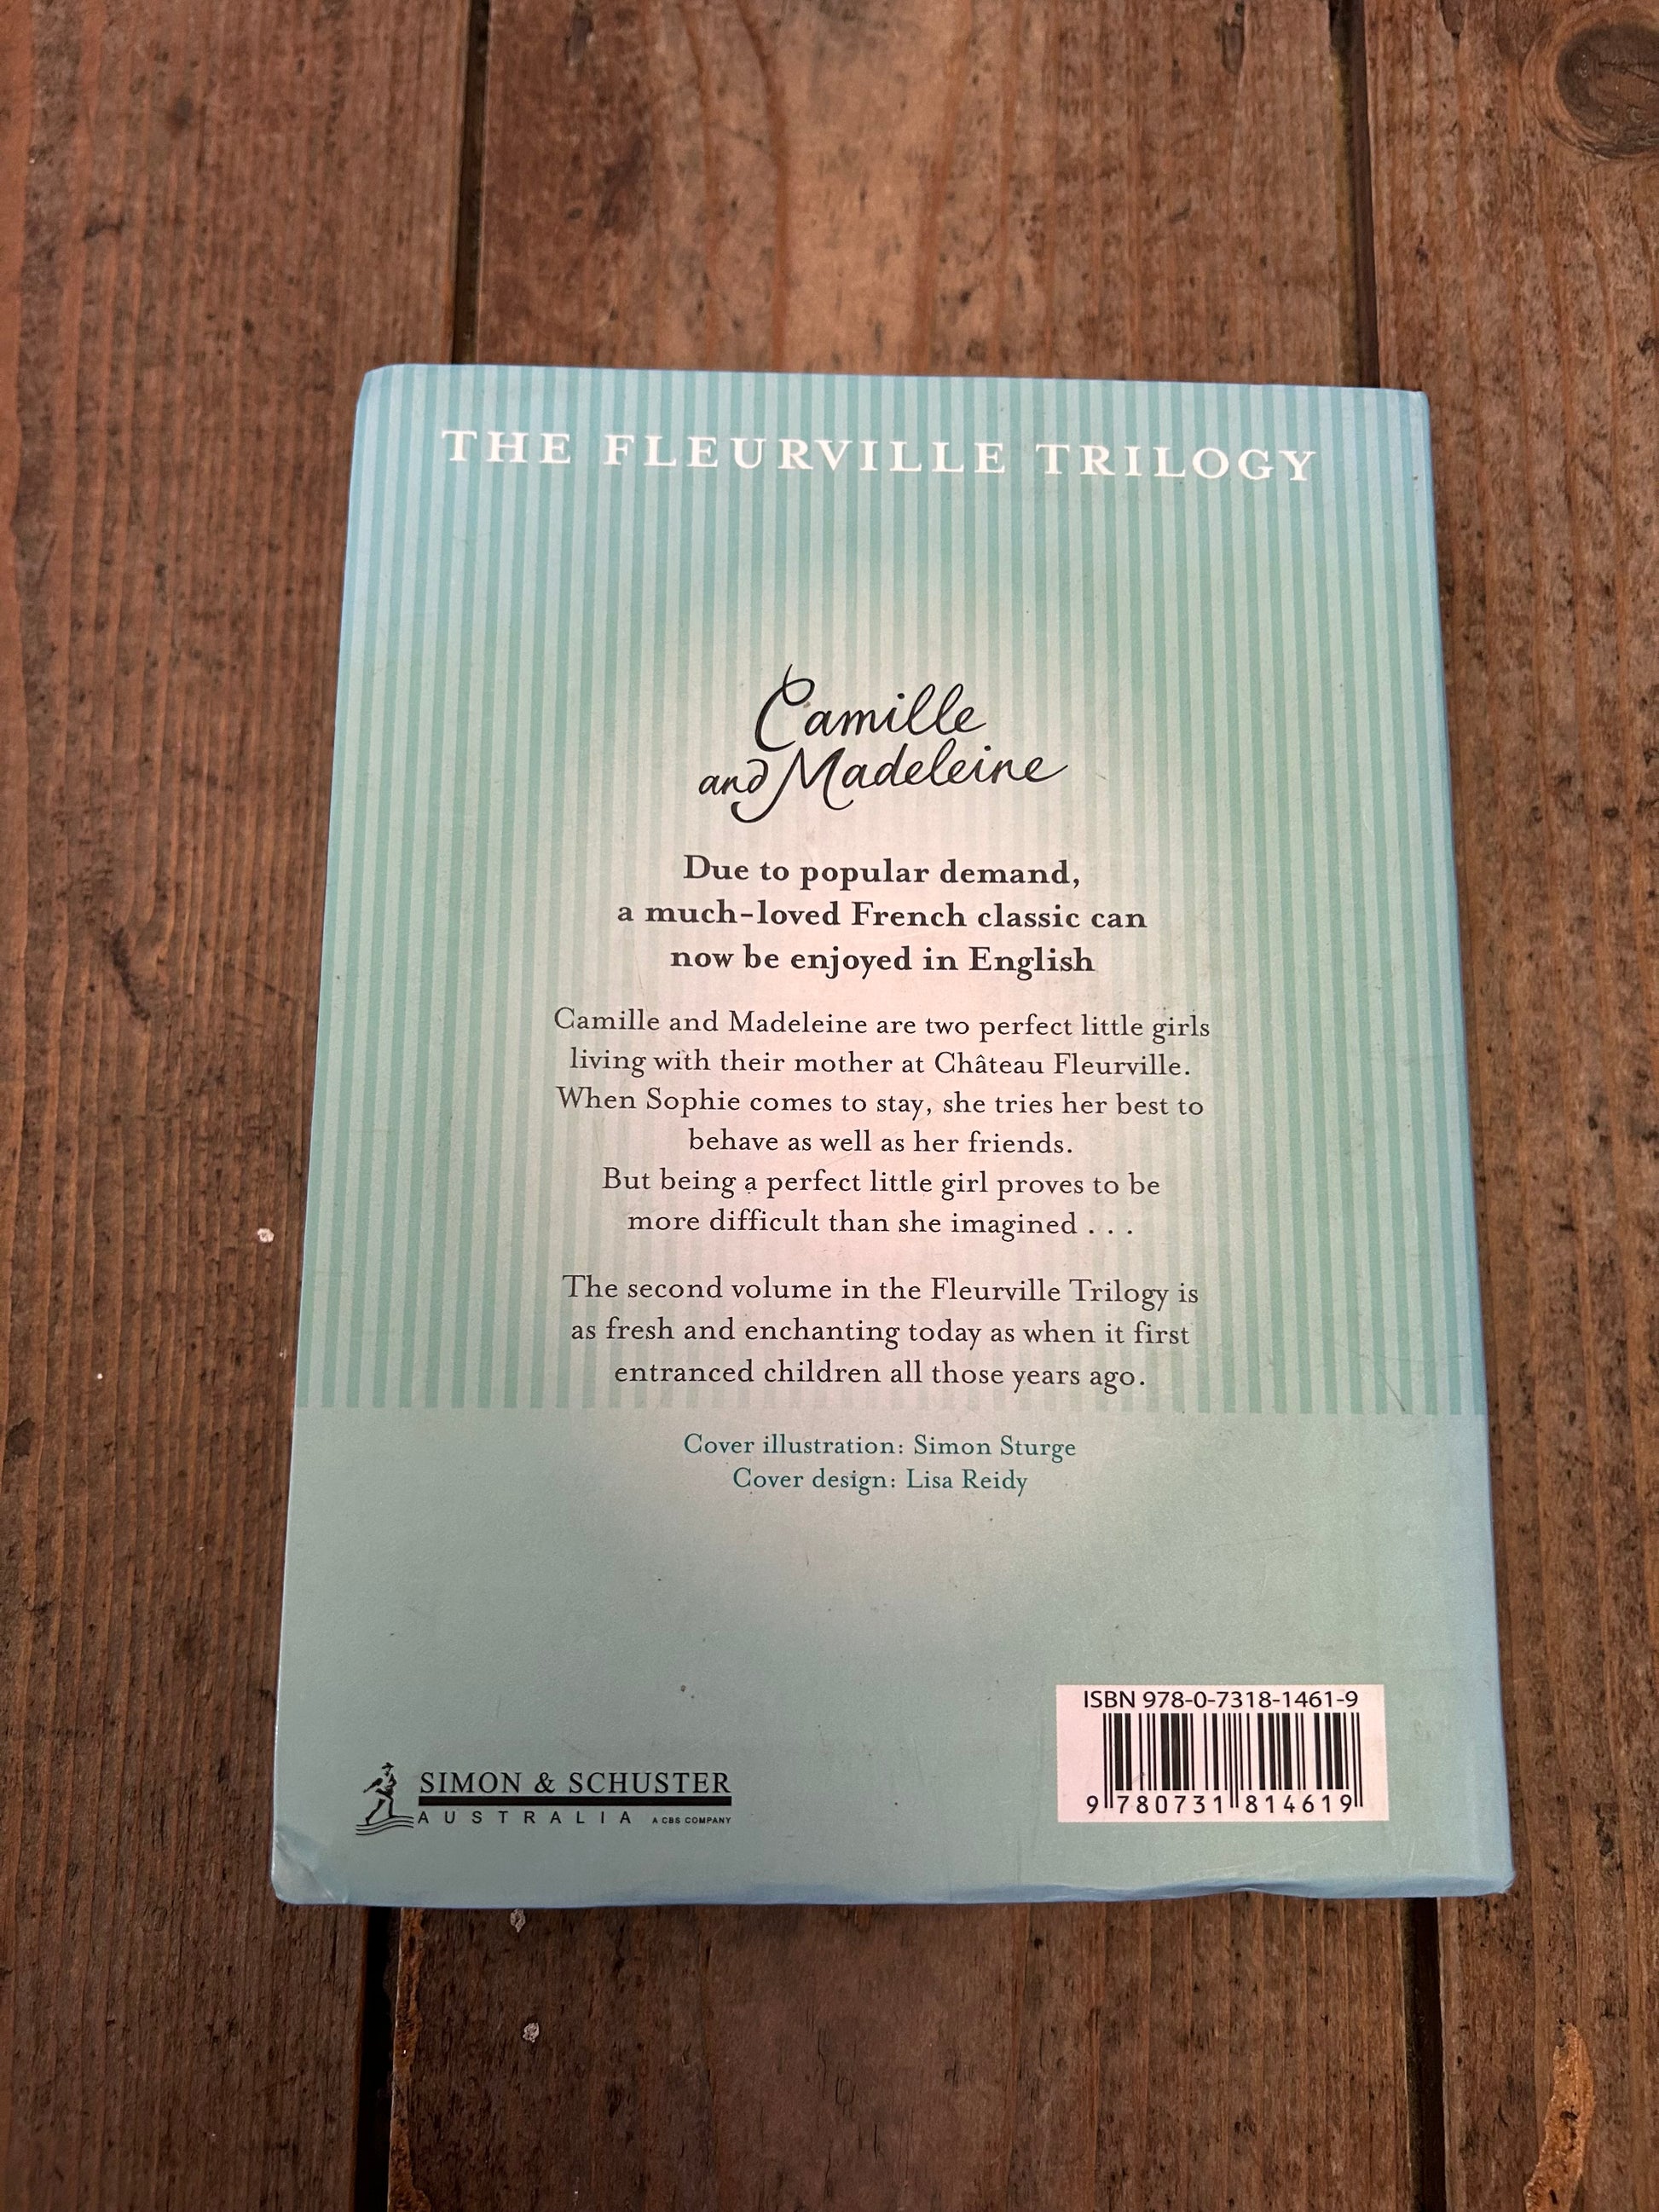 THE FLEURVILLE TRILOGY
Camille
and Madeleine
Due to popular demand,
a much-loved French classic can
now be enjoyed in English
Camille and Madeleine are two perfect little girls
living with their mother at Château Fleurville.
When Sophie comes to stay, she tries her best to
behave as well as her friends.
But being a perfect little girl proves to be
more difficult than she imagined . . .
The second volume in the Fleurville Trilogy is
as fresh and enchanting today as when it first
entranced children all those years ago.
Cover illustration: Simon Sturge
Cover design: Lisa Reidy
SIMON & SCHUSTER
AUSTRALIA A CBS COMPANY
ISBN 978-0-7318-1461-9
9 780731 814619